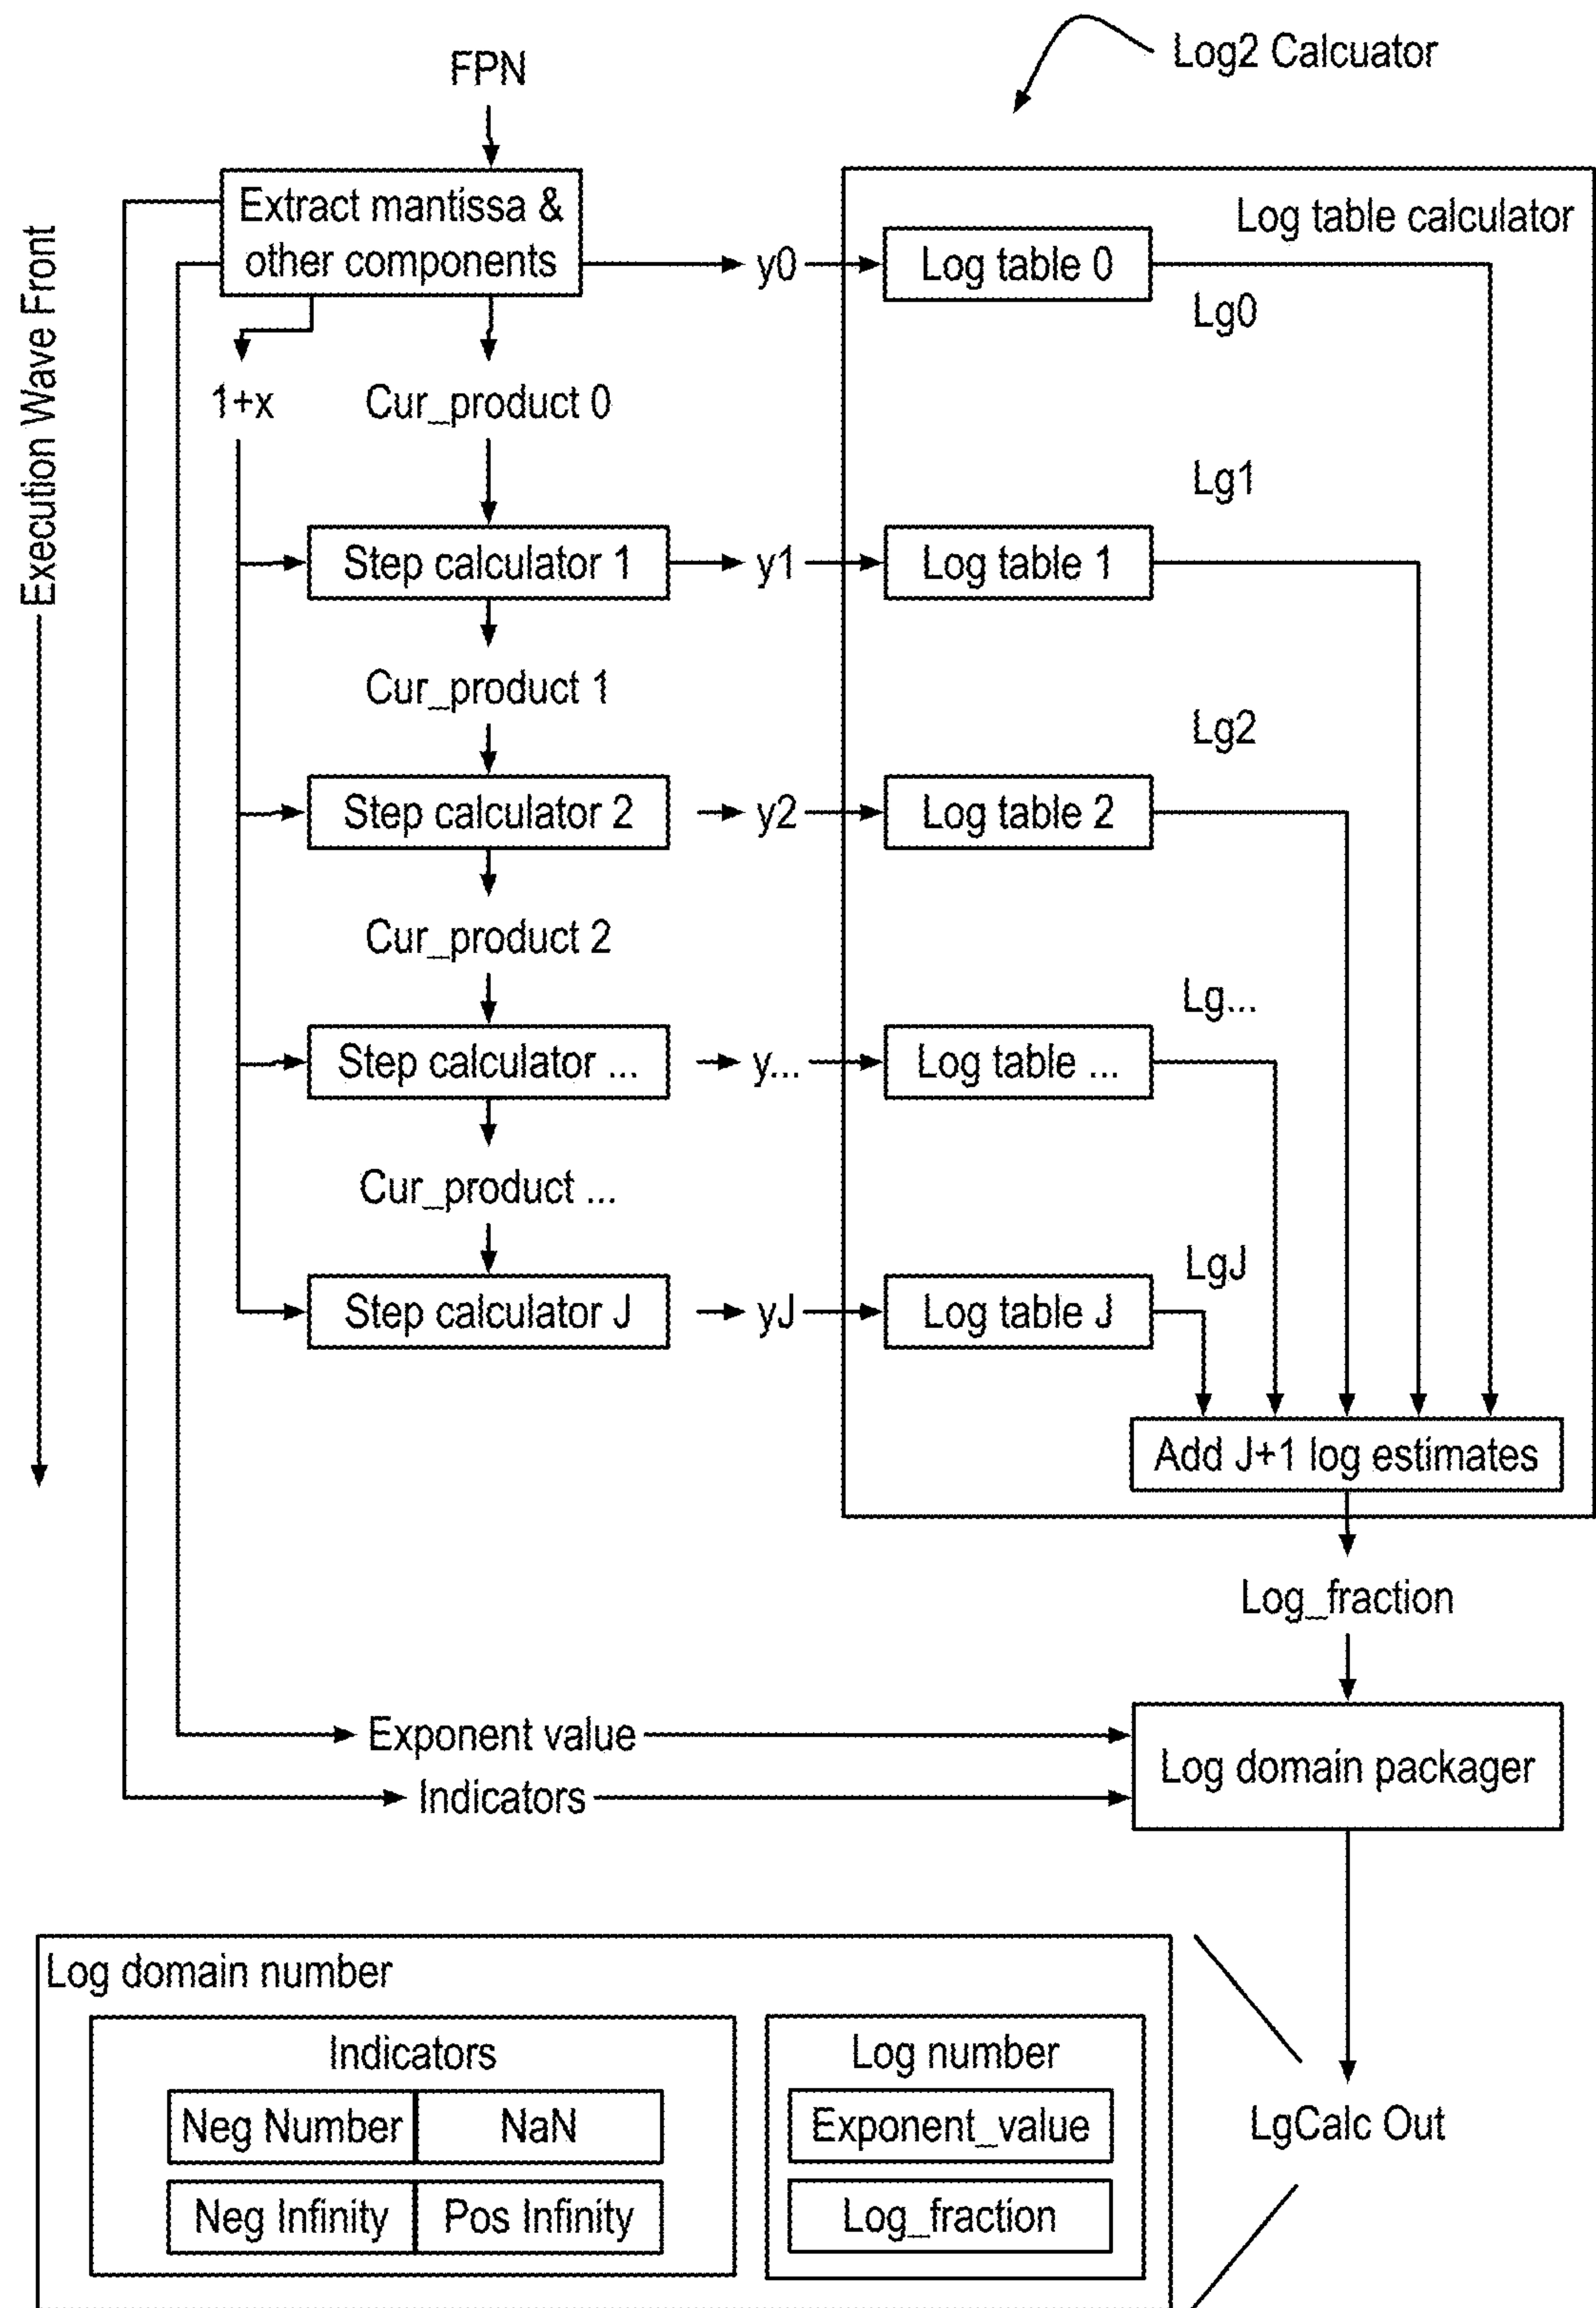 Log2 Calcuator
FPN
Extract mantissa &
other components
Log table calculator
y0
Log table 0
Lg0
Execution Wave Front
1+x
Cur_product 0
Lg1
Step calculator 1
y1
Log table 1
Cur_product 1
Lg2
Step calculator 2
y2
Log table 2
Cur_product 2
Lg...
Step calculator ...
y...
Log table ...
Cur_product ...
LgJ
Step calculator J
yJ
Log table J
Add J+1 log estimates
Log_fraction
Exponent value
Indicators
Log domain packager
Log domain number
Indicators
Neg Number
NaN
Neg Infinity
Pos Infinity
Log number
Exponent_value
Log_fraction
LgCalc Out